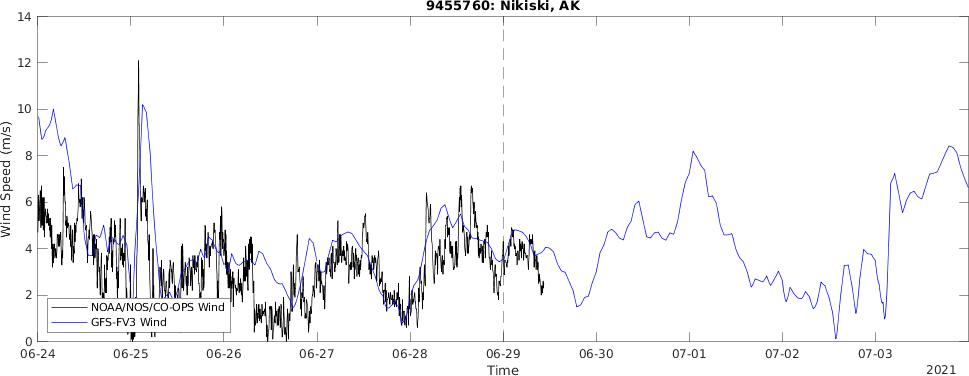 9455760: Nikiski, AK
Wind Speed (m/s)
14
12
10
8
6
4
2
0
NOAA/NOS/CO-OPS Wind
GFS-FV3 Wind
06-24 06-25 06-26 06-27 06-28 06-29 06-30 07-01 07-02 07-03
Time
2021